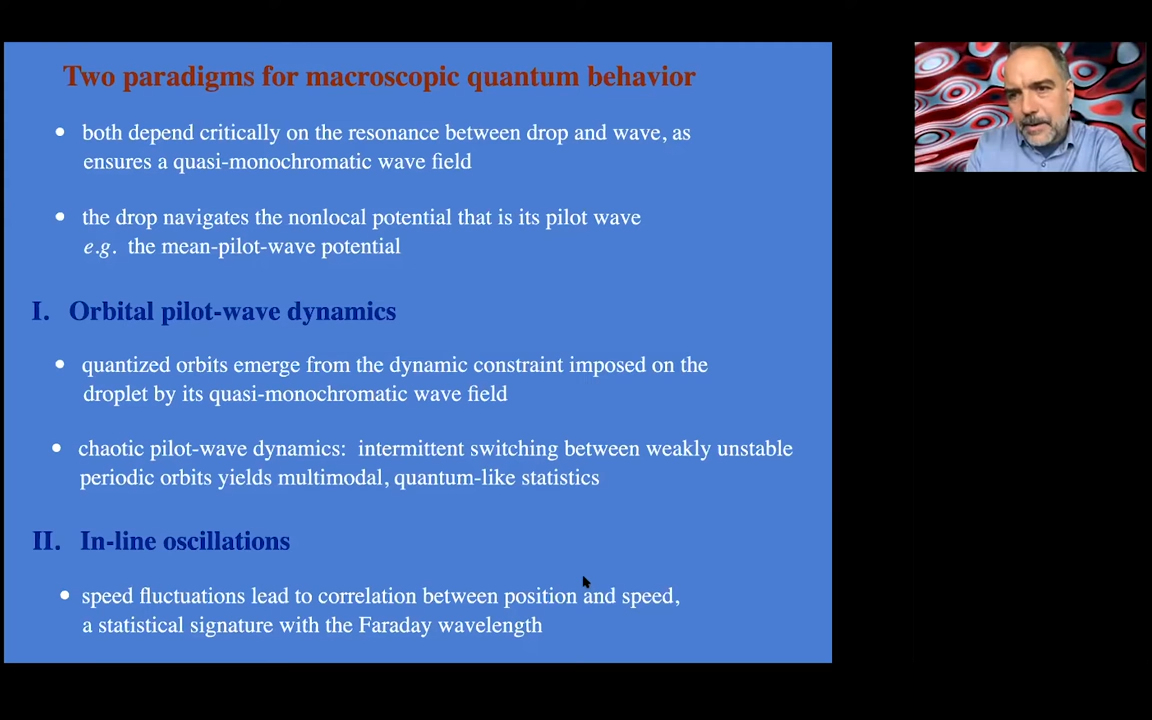 Two paradigms for macroscopic quantum behavior
• both depend critically on the resonance between drop and wave, as
ensures a quasi-monochromatic wave field
• the drop navigates the nonlocal potential that is its pilot wave
e.g. the mean-pilot-wave potential
I. Orbital pilot-wave dynamics
• quantized orbits emerge from the dynamic constraint imposed on the
droplet by its quasi-monochromatic wave field
• chaotic pilot-wave dynamics: intermittent switching between weakly unstable
periodic orbits yields multimodal, quantum-like statistics
II. In-line oscillations
• speed fluctuations lead to correlation between position and speed,
a statistical signature with the Faraday wavelength